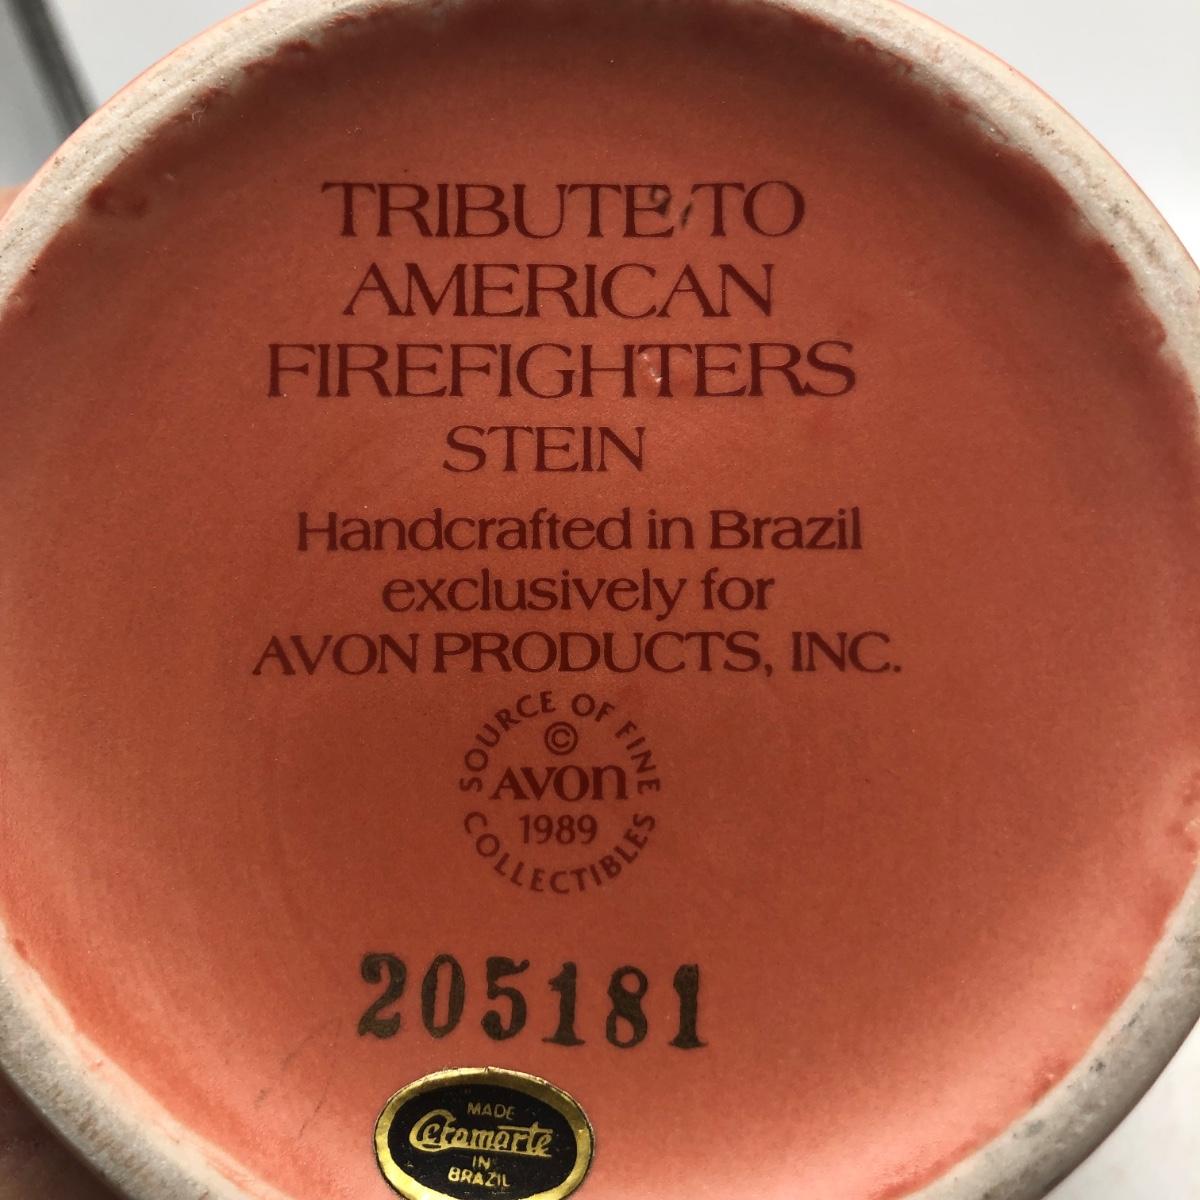 TRIBUTE TO
AMERICAN
FIREFIGHTERS
STEIN
Handcrafted in Brazil
exclusively for
AVON PRODUCTS, INC.
SOURCE OF FINE
©
AVON
1989
COLLECTIBLES
205181
MADE
Ceramarte
IN
BRAZIL